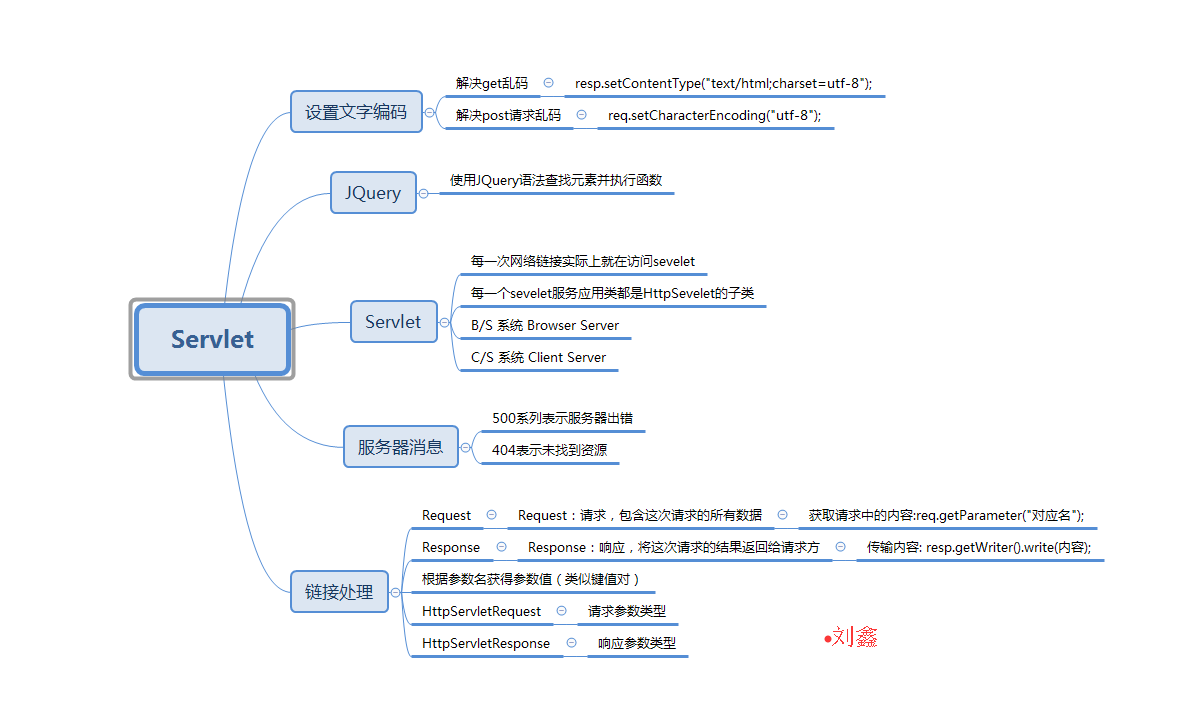 设置文字编码
解决get乱码
resp.setContentType("text/html;charset=utf-8");
解决post请求乱码
req.setCharacterEncoding("utf-8");
JQuery
使用JQuery语法查找元素并执行函数
Servlet
Servlet
每一次网络链接实际上就在访问sevelet
每一个sevelet服务应用类都是HttpSevelet的子类
B/S 系统 Browser Server
C/S 系统 Client Server
服务器消息
500系列表示服务器出错
404表示未找到资源
链接处理
Request
Request：请求，包含这次请求的所有数据
获取请求中的内容:req.getParameter("对应名");
Response
Response：响应，将这次请求的结果返回给请求方
传输内容: resp.getWriter().write(内容);
根据参数名获得参数值（类似键值对）
HttpServletRequest
请求参数类型
HttpServletResponse
响应参数类型
•刘鑫